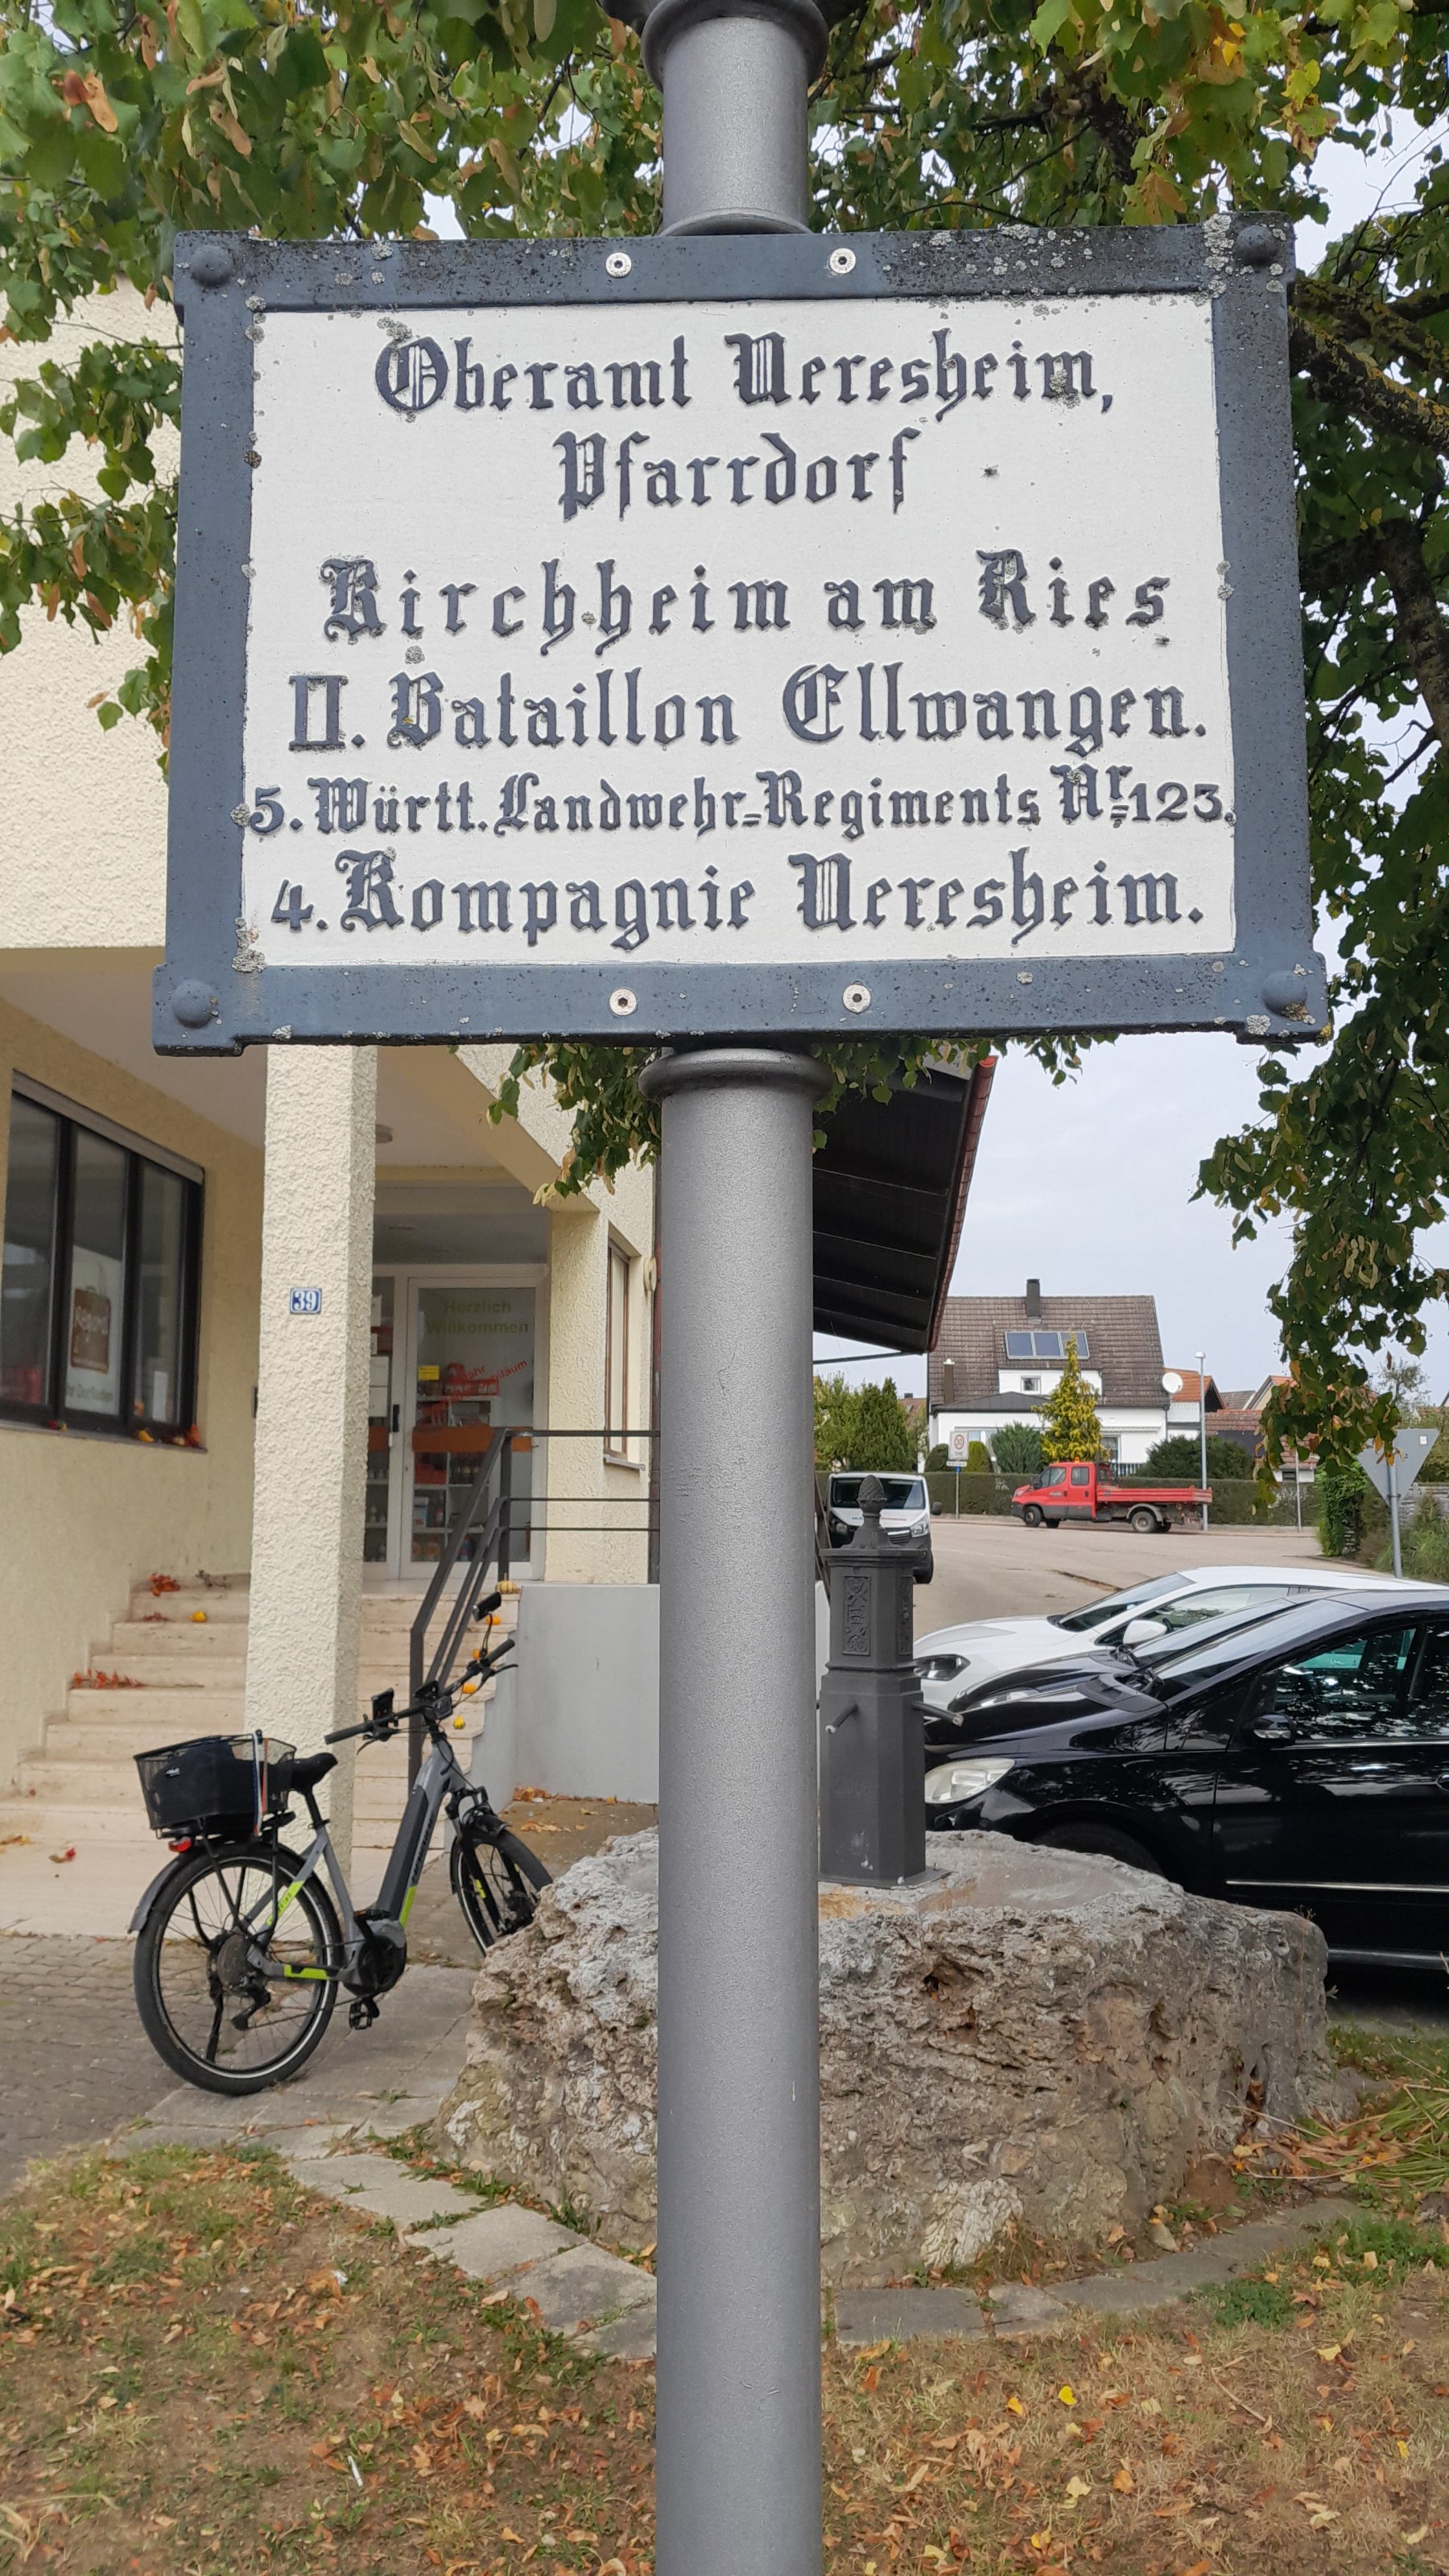 Oberamt Neresheim,
Pfarrdorf
Kirchheim am Ries
II. Bataillon Ellwangen.
5. Württ. Landwehr=Regiments Nr. 123.
4. Kompagnie Neresheim.
39
Herzlich
Willkommen